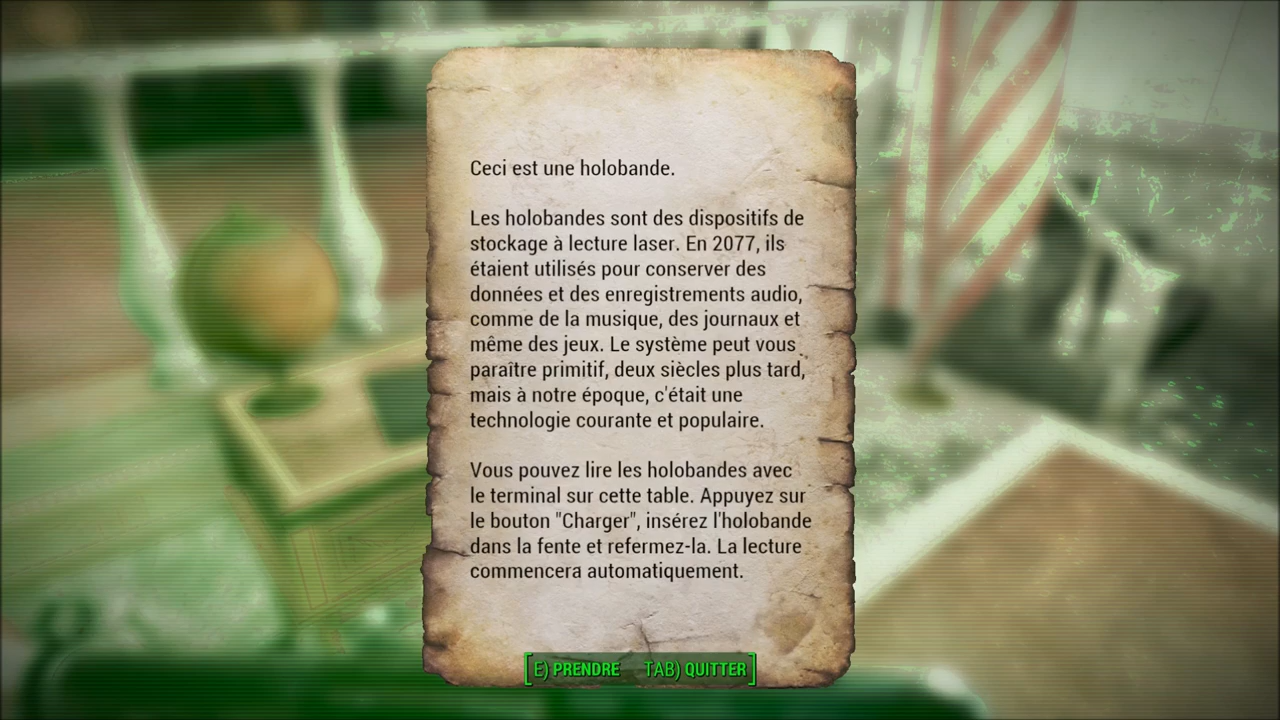 Ceci est une holobande.
Les holobandes sont des dispositifs de
stockage à lecture laser. En 2077, ils
étaient utilisés pour conserver des
données et des enregistrements audio,
comme de la musique, des journaux et
même des jeux. Le système peut vous
paraître primitif, deux siècles plus tard,
mais à notre époque, c'était une
technologie courante et populaire.
Vous pouvez lire les holobandes avec
le terminal sur cette table. Appuyez sur
le bouton "Charger", insérez l'holobande
dans la fente et refermez-la. La lecture
commencera automatiquement.
E) PRENDRE TAB) QUITTER